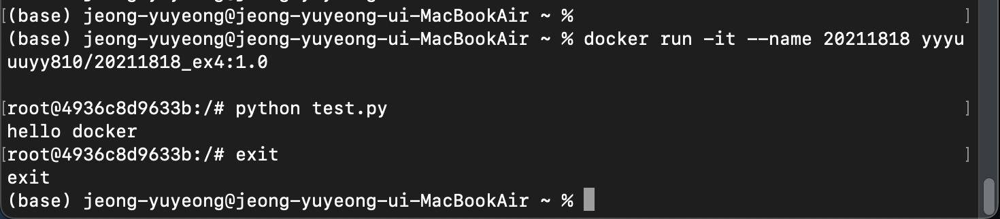 [(base) jeong-yuyeong@jeong-yuyeong-ui-MacBookAir ~ % ]
(base) jeong-yuyeong@jeong-yuyeong-ui-MacBookAir ~ % docker run -it --name 20211818 yyyu
uuyy810/20211818_ex4:1.0
[root@4936c8d9633b:/# python test.py ]
hello docker
[root@4936c8d9633b:/# exit ]
exit
(base) jeong-yuyeong@jeong-yuyeong-ui-MacBookAir ~ %